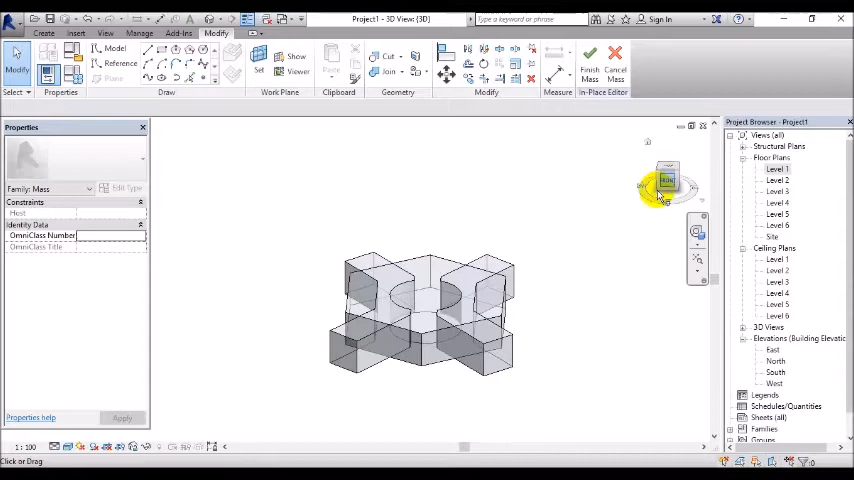 Project1 - 3D View: {3D}
Type a keyword or phrase
Sign In
Create Insert View Manage Add-Ins Modify
Modify
Model
Reference
Plane
Set
Show
Viewer
Paste
Cut
Join
Finish Mass
Cancel Mass
Select Properties Draw Work Plane Clipboard Geometry Modify Measure In-Place Editor
Properties
Family: Mass
Edit Type
Constraints
Host
Identity Data
OmniClass Number
OmniClass Title
Properties help
Apply
FRONT
Project Browser - Project1
Views (all)
Structural Plans
Floor Plans
Level 1
Level 2
Level 3
Level 4
Level 5
Level 6
Site
Ceiling Plans
Level 1
Level 2
Level 3
Level 4
Level 5
Level 6
3D Views
Elevations (Building Elevatio
East
North
South
West
Legends
Schedules/Quantities
Sheets (all)
Families
Groups
1 : 100
Click or Drag
:0